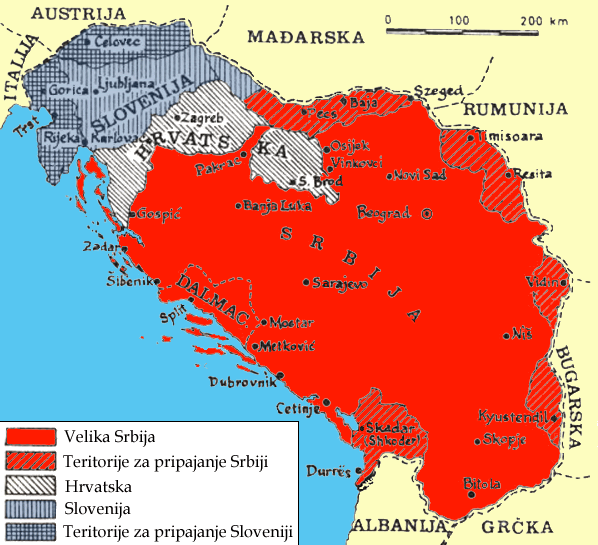 AUSTRIJA
MAĐARSKA
ITALIJA
RUMUNIJA
BUGARSKA
ALBANIJA
GRČKA
0 100 200 km
Celovec
Gorica
Ljubljana
SLOVENIJA
Trst
Rijeka
Karlovac
Zagreb
HRVATSKA
Pakrac
Pecs
Baja
Szeged
Osijek
Vinkovci
S. Brod
Timisoara
Resita
Novi Sad
Beograd
Banja Luka
Gospić
Zadar
Šibenik
DALMAC
Split
SRBIJA
Sarajevo
Mostar
Metković
Dubrovnik
Cetinje
Skadar
(Shkoder)
Durrës
Vidin
Niš
Kyustendil
Skopje
Bitola
Velika Srbija
Teritorije za pripajanje Srbiji
Hrvatska
Slovenija
Teritorije za pripajanje Sloveniji